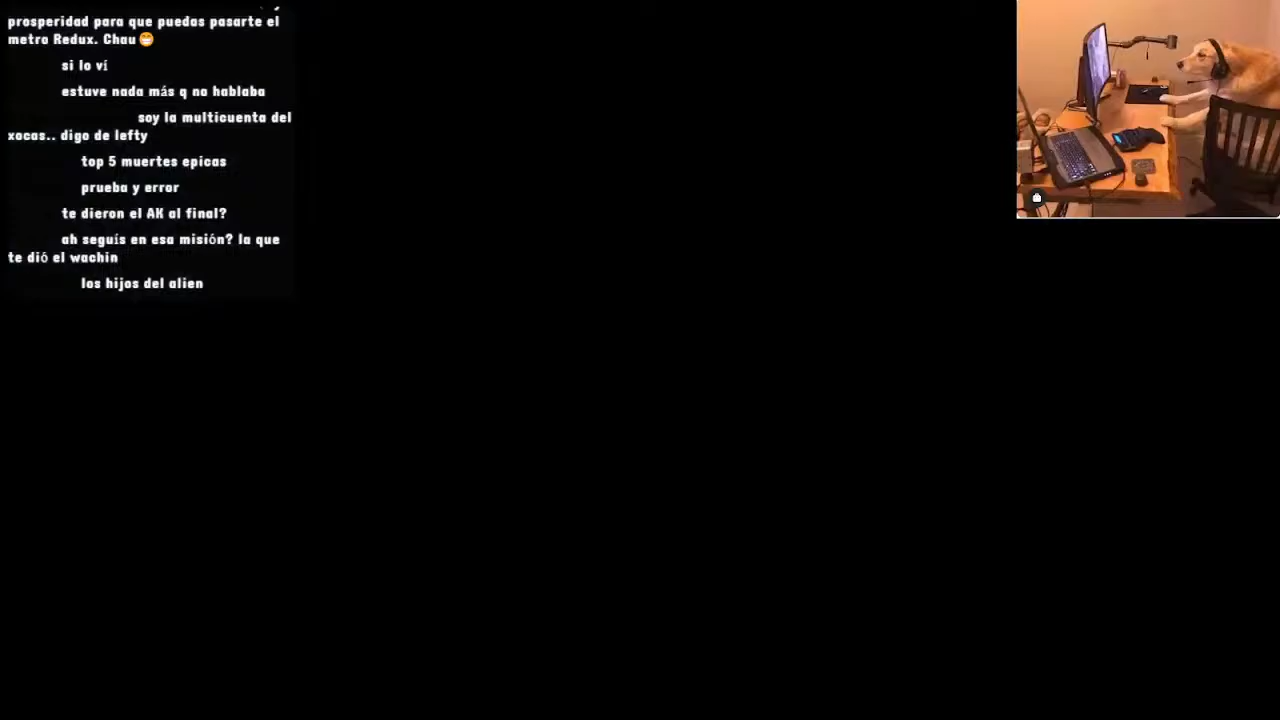 prosperidad para que puedas pasarte el
metro Redux. Chau😁
si lo ví
estuve nada más q no hablaba
soy la multicuenta del
xocas.. digo de lefty
top 5 muertes epicas
prueba y error
te dieron el AK al final?
ah seguís en esa misión? la que
te dió el wachin
los hijos del alien